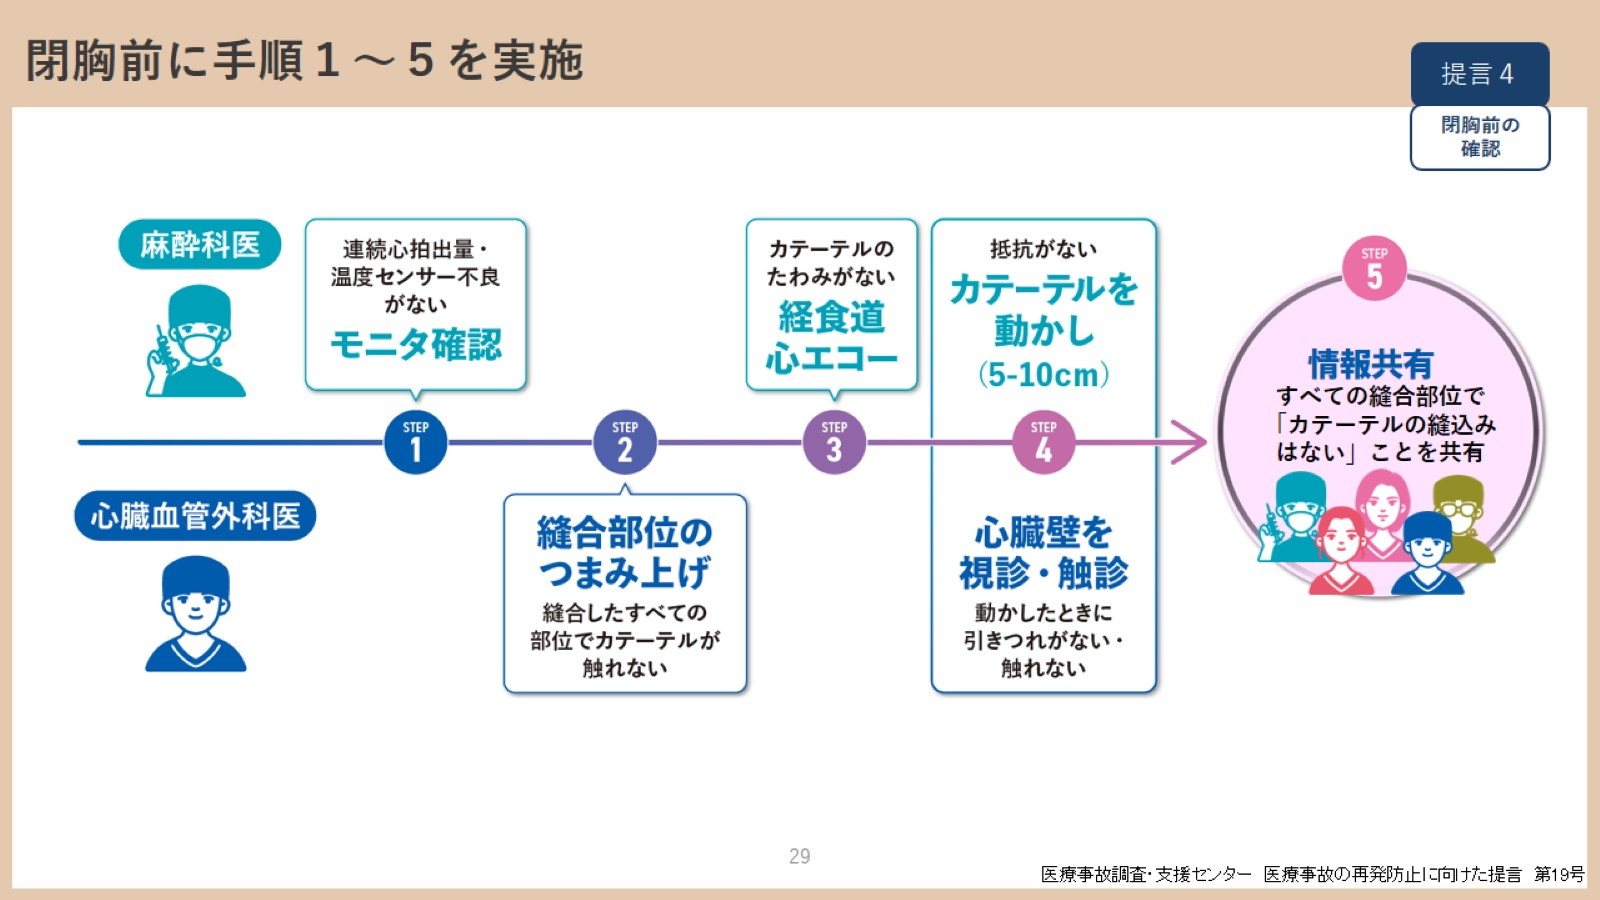 閉胸前に手順1～5を実施
提言4
閉胸前の
確認
麻酔科医
連続心拍出量・
温度センサー不良
がない
モニタ確認
カテーテルの
たわみがない
経食道
心エコー
抵抗がない
カテーテルを
動かし
(5-10cm)
STEP
1
STEP
2
STEP
3
STEP
4
STEP
5
情報共有
すべての縫合部位で
「カテーテルの縫込み
はない」ことを共有
心臓血管外科医
縫合部位の
つまみ上げ
縫合したすべての
部位でカテーテルが
触れない
心臓壁を
視診・触診
動かしたときに
引きつれがない・
触れない
29
医療事故調査・支援センター 医療事故の再発防止に向けた提言 第19号